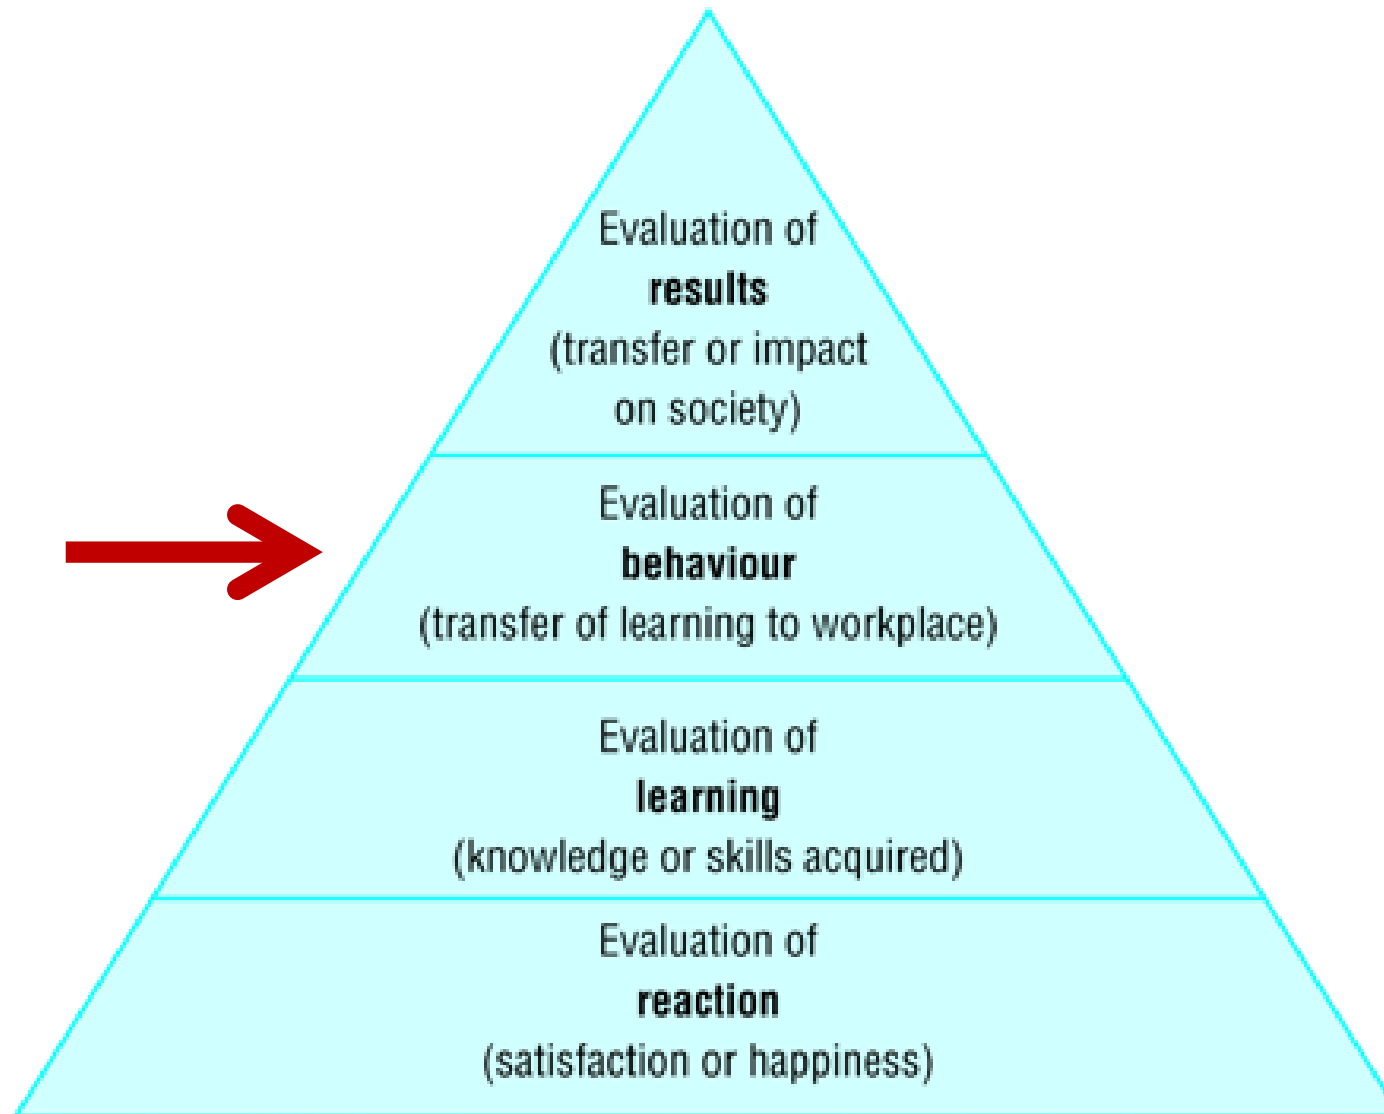 Evaluation of
results
(transfer or impact
on society)
Evaluation of
behaviour
(transfer of learning to workplace)
Evaluation of
learning
(knowledge or skills acquired)
Evaluation of
reaction
(satisfaction or happiness)